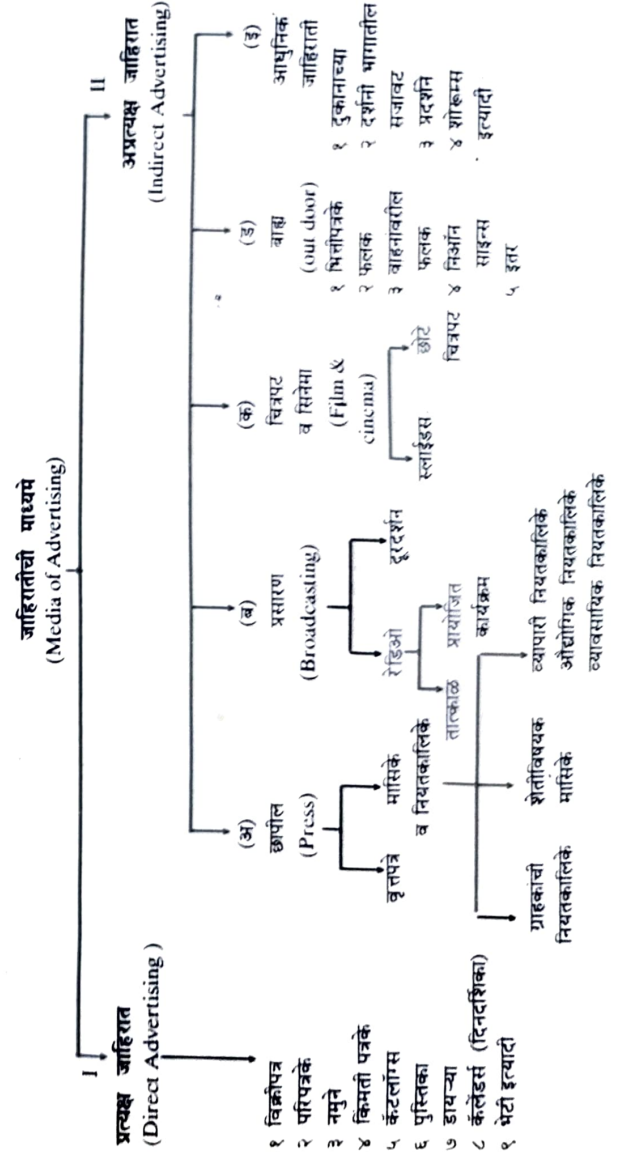 जाहिरातीची माध्यमे
(Media of Advertising)
I
प्रत्यक्ष जाहिरात
(Direct Advertising )
१ विक्रीपत्र
२ परिपत्रके
३ नमुने
४ किंमती पत्रके
५ कॅटलॉग्स
६ पुस्तिका
७ डायऱ्या
८ कॅलेंडर्स (दिनदर्शिका)
९ भेटी इत्यादी
II
अप्रत्यक्ष जाहिरात
(Indirect Advertising)
(अ)
छापील
(Press)
वृत्तपत्रे
मासिके
व नियतकालिके
ग्राहकांची
नियतकालिके
शेतीविषयक
मासिके
व्यापारी नियतकालिके
औद्योगिक नियतकालिके
व्यावसायिक नियतकालिके
(ब)
प्रसारण
(Broadcasting)
रेडिओ
दूरदर्शन
तात्काळ
प्रायोजित
कार्यक्रम
(क)
चित्रपट
व सिनेमा
(Film &
cinema)
स्लाईडस
छोटे
चित्रपट
(ड)
बाह्य
(out door)
१ भित्तीपत्रके
२ फलक
३ वाहनांवरील
फलक
४ निऑन
साइन्स
५ इतर
(इ)
आधुनिक
जाहिराती
१ दुकानाच्या
२ दर्शनी भागातील
सजावट
३ प्रदर्शने
४ शोरूम्स
इत्यादी